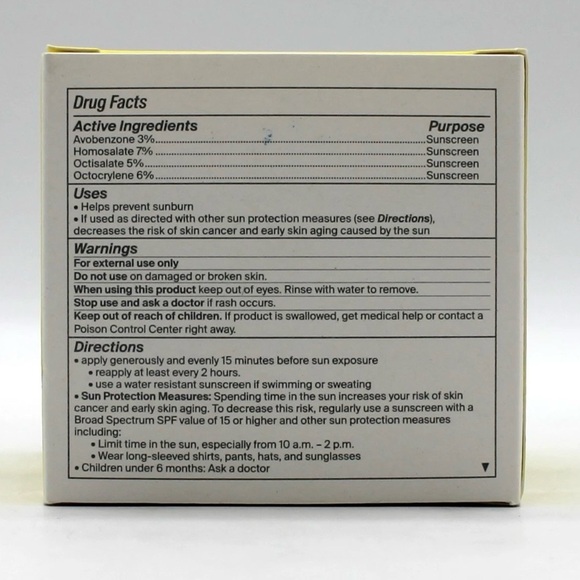 Drug Facts
Active Ingredients Purpose
Avobenzone 3%..........Sunscreen
Homosalate 7%..........Sunscreen
Octisalate 5%..........Sunscreen
Octocrylene 6%..........Sunscreen
Uses
• Helps prevent sunburn
• If used as directed with other sun protection measures (see Directions),
decreases the risk of skin cancer and early skin aging caused by the sun
Warnings
For external use only
Do not use on damaged or broken skin.
When using this product keep out of eyes. Rinse with water to remove.
Stop use and ask a doctor if rash occurs.
Keep out of reach of children. If product is swallowed, get medical help or contact a
Poison Control Center right away.
Directions
• apply generously and evenly 15 minutes before sun exposure
• reapply at least every 2 hours.
• use a water resistant sunscreen if swimming or sweating
• Sun Protection Measures: Spending time in the sun increases your risk of skin
cancer and early skin aging. To decrease this risk, regularly use a sunscreen with a
Broad Spectrum SPF value of 15 or higher and other sun protection measures
including:
• Limit time in the sun, especially from 10 a.m. – 2 p.m.
• Wear long-sleeved shirts, pants, hats, and sunglasses
• Children under 6 months: Ask a doctor